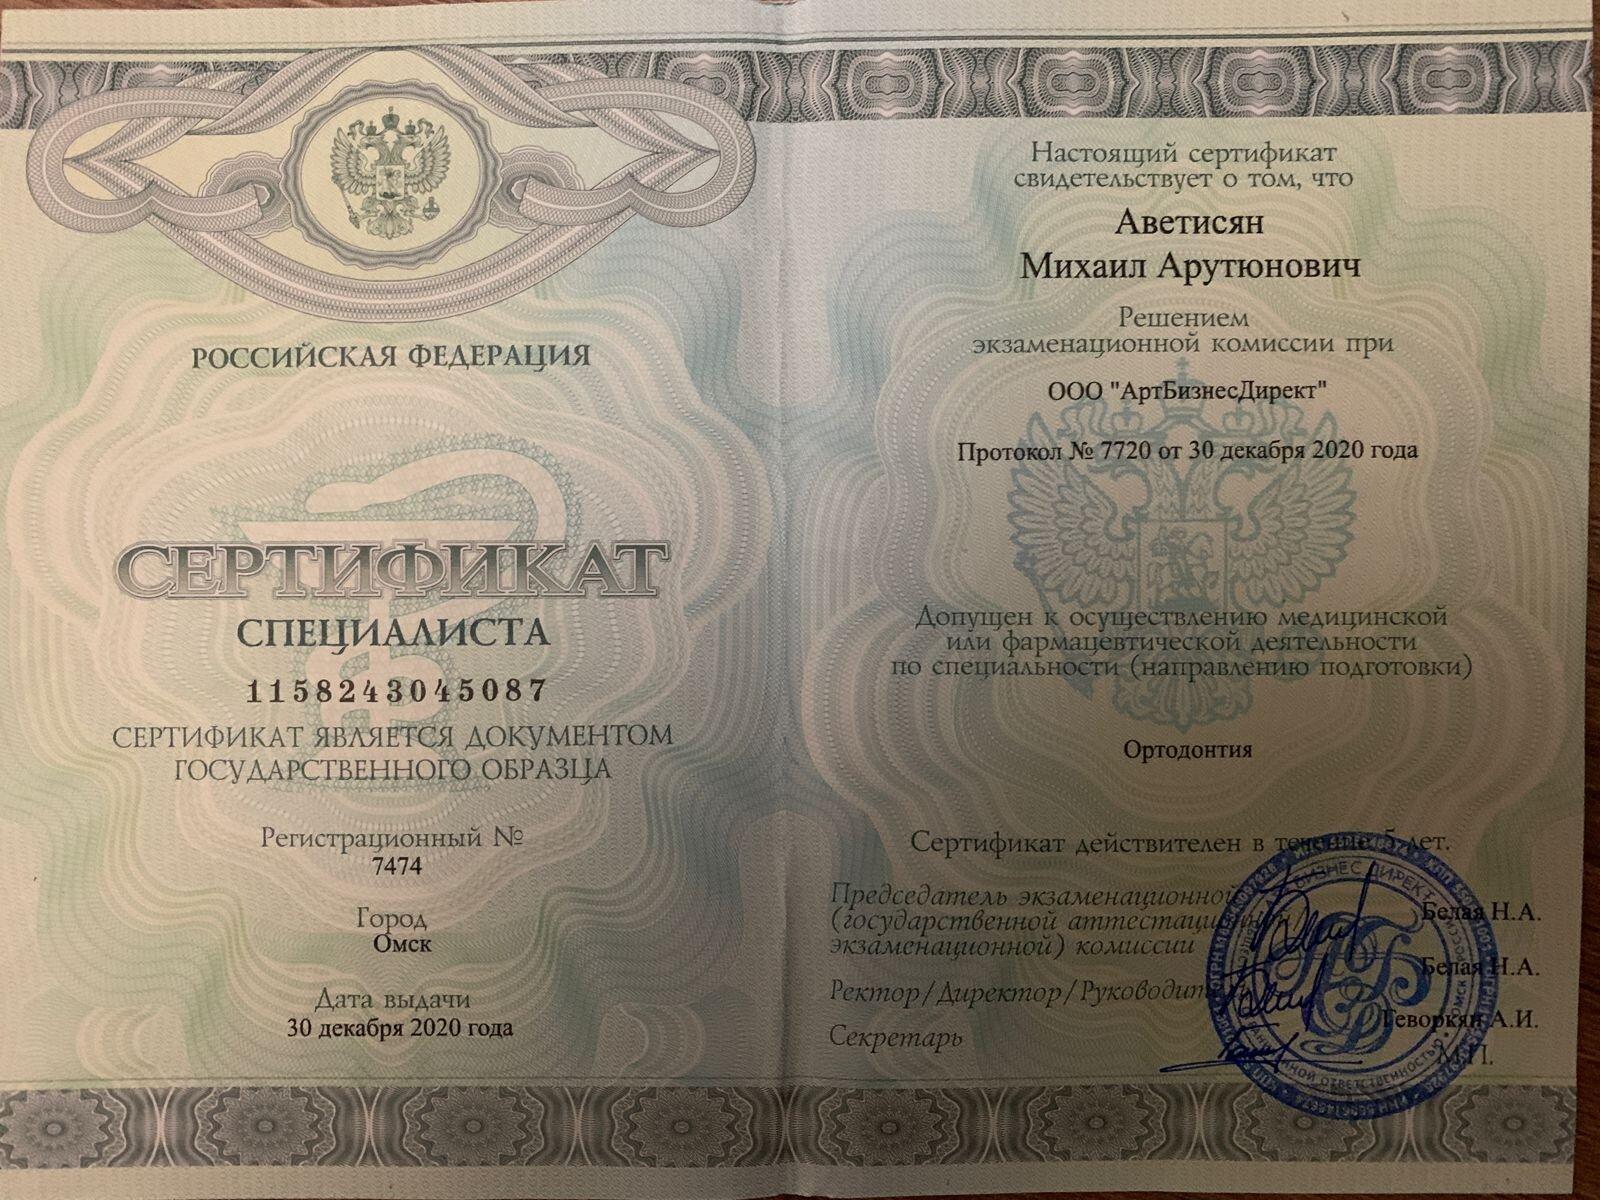 РОССИЙСКАЯ ФЕДЕРАЦИЯ
СЕРТИФИКАТ
СПЕЦИАЛИСТА
1158243045087
СЕРТИФИКАТ ЯВЛЯЕТСЯ ДОКУМЕНТОМ
ГОСУДАРСТВЕННОГО ОБРАЗЦА
Регистрационный №
7474
Город
Омск
Дата выдачи
30 декабря 2020 года
Настоящий сертификат
свидетельствует о том, что
Аветисян
Михаил Арутюнович
Решением
экзаменационной комиссии при
ООО "АртБизнесДирект"
Протокол № 7720 от 30 декабря 2020 года
Допущен к осуществлению медицинской
или фармацевтической деятельности
по специальности (направлению подготовки)
Ортодонтия
Сертификат действителен в течение 5 лет.
Председатель экзаменационной
(государственной аттестационной/
экзаменационной) комиссии
Белая Н.А.
Ректор/Директор/Руководитель
Белая Н.А.
Секретарь
Геворкян А.И.
М.П.
БИЗНЕС ДИРЕКТ
ОТВЕТСТВЕННОСТЬЮ